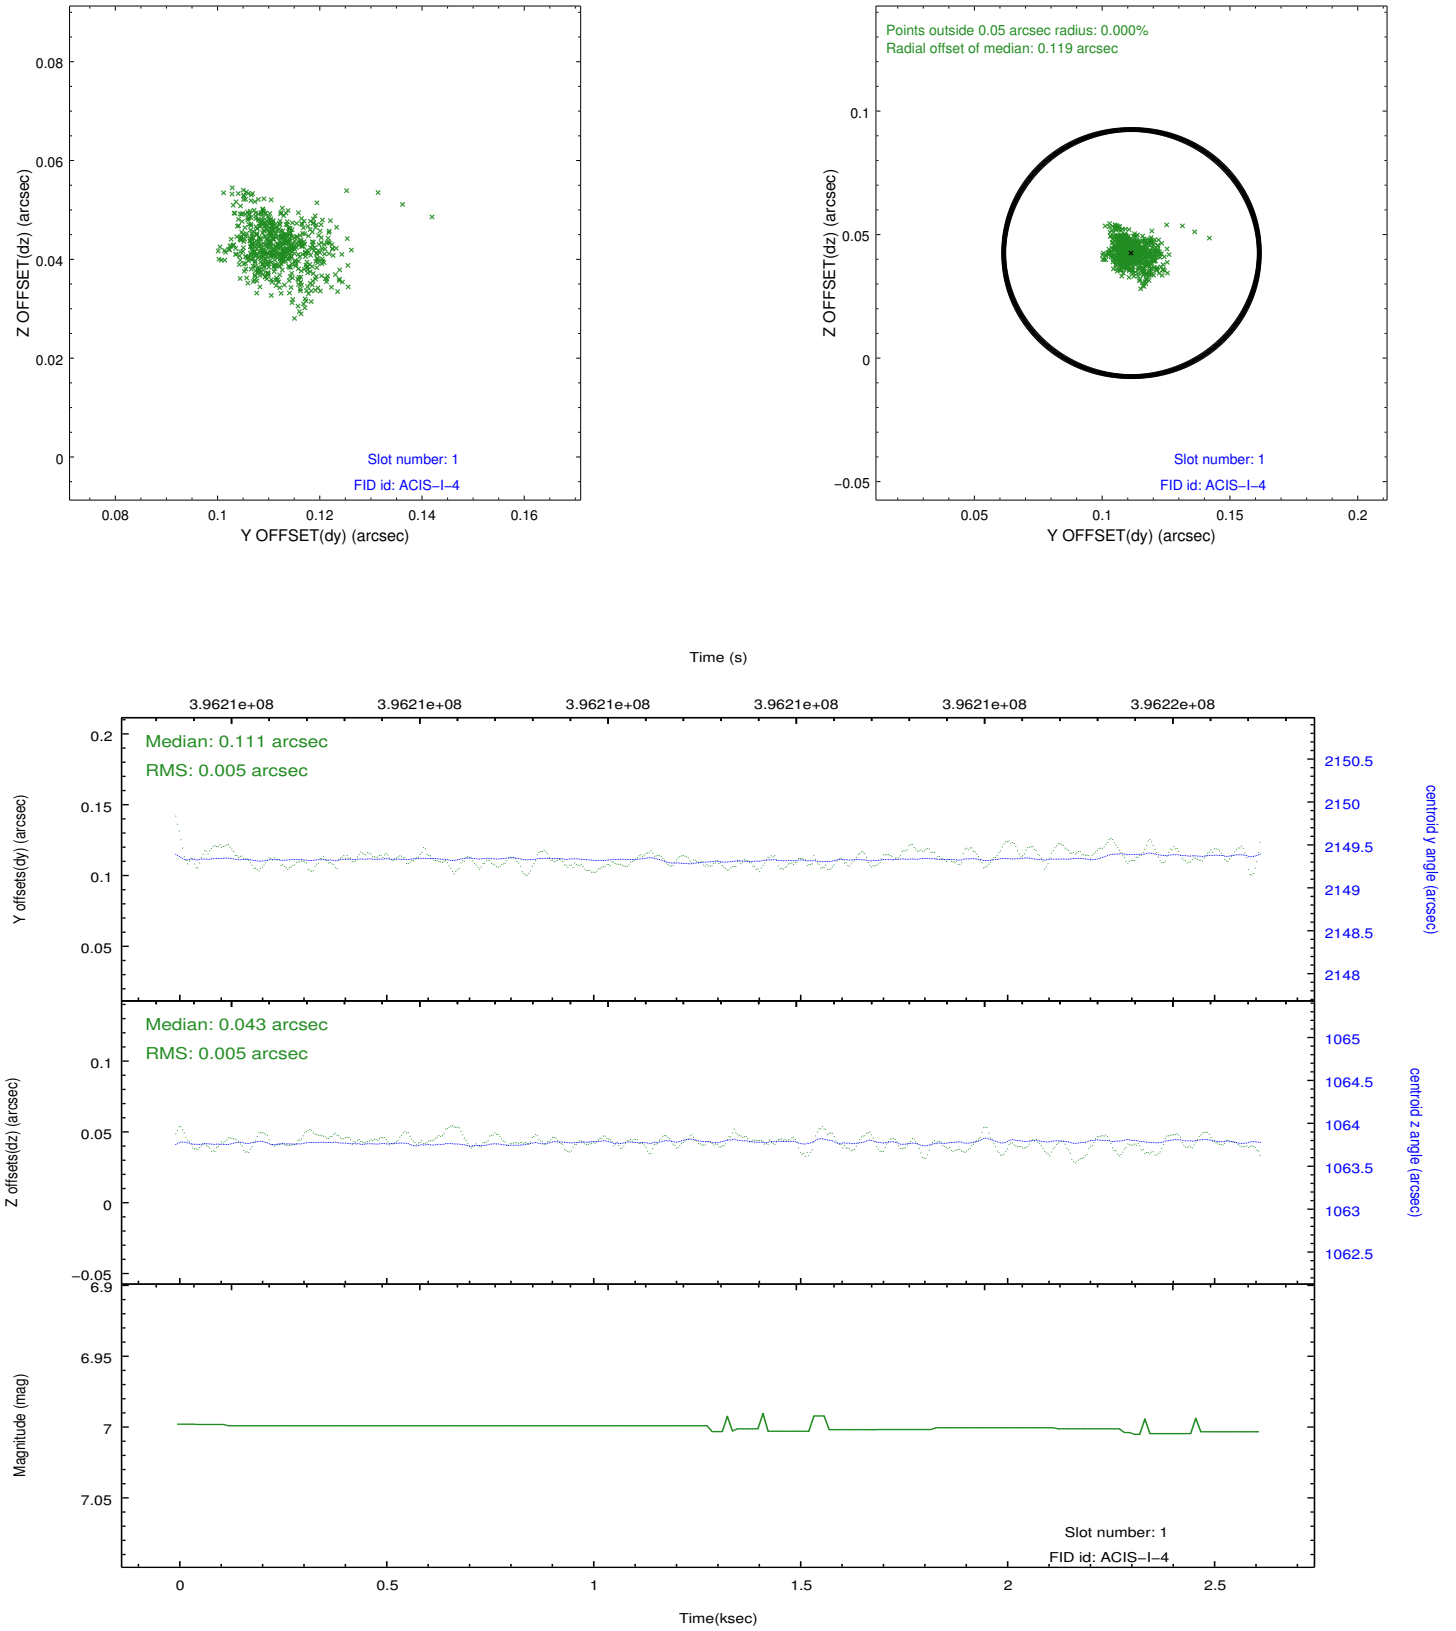 0.08
0.06
0.04
0.02
0
0.08
0.1
0.12
0.14
0.16
Z OFFSET(dz) (arcsec)
Y OFFSET(dy) (arcsec)
Slot number: 1
FID id: ACIS−I−4
Points outside 0.05 arcsec radius: 0.000%
Radial offset of median: 0.119 arcsec
0.1
0.05
0
−0.05
0.05
0.1
0.15
0.2
Z OFFSET(dz) (arcsec)
Y OFFSET(dy) (arcsec)
Slot number: 1
FID id: ACIS−I−4
Time (s)
3.9621e+08
3.9621e+08
3.9621e+08
3.9621e+08
3.9621e+08
3.9622e+08
Median: 0.111 arcsec
RMS: 0.005 arcsec
0.2
0.15
0.1
0.05
Y offsets(dy) (arcsec)
2150.5
2150
2149.5
2149
2148.5
2148
centroid y angle (arcsec)
Median: 0.043 arcsec
RMS: 0.005 arcsec
0.1
0.05
0
−0.05
Z offsets(dz) (arcsec)
1065
1064.5
1064
1063.5
1063
1062.5
centroid z angle (arcsec)
6.9
6.95
7
7.05
Magnitude (mag)
Slot number: 1
FID id: ACIS−I−4
0
0.5
1
1.5
2
2.5
Time(ksec)